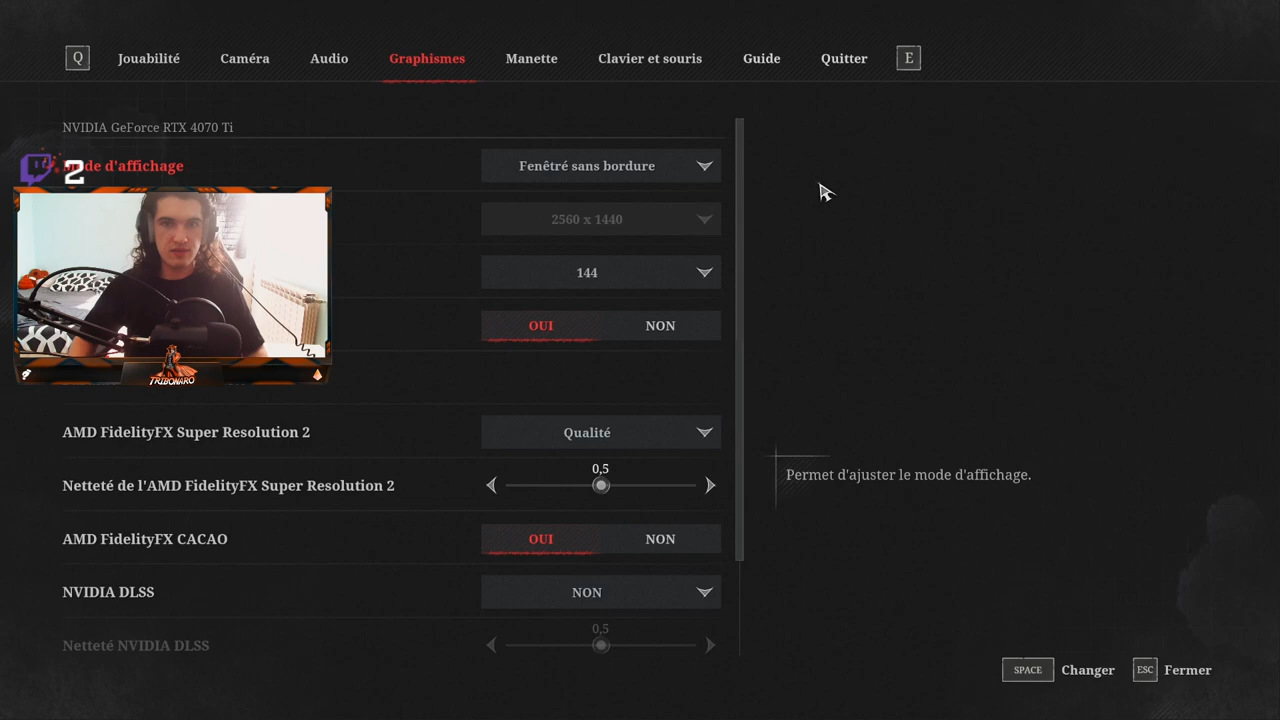 Q Jouabilité Caméra Audio Graphismes Manette Clavier et souris Guide Quitter E
NVIDIA GeForce RTX 4070 Ti
de d'affichage Fenêtré sans bordure
2
2560 x 1440
144
OUI NON
TRIBONARO
AMD FidelityFX Super Resolution 2 Qualité
0,5
Netteté de l'AMD FidelityFX Super Resolution 2
AMD FidelityFX CACAO OUI NON
NVIDIA DLSS NON
0,5
Netteté NVIDIA DLSS
Permet d'ajuster le mode d'affichage.
SPACE Changer ESC Fermer